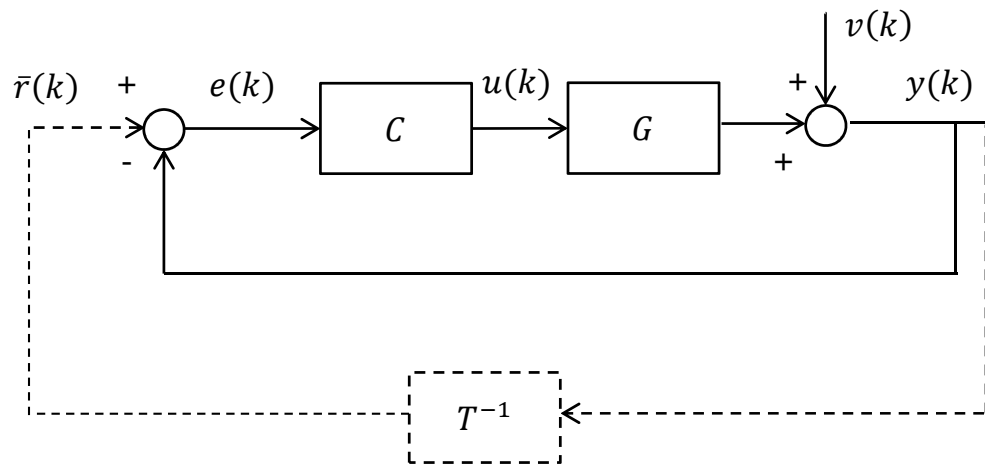 v(k)
r̄(k) + e(k) C u(k) G + y(k)
- +
T⁻¹